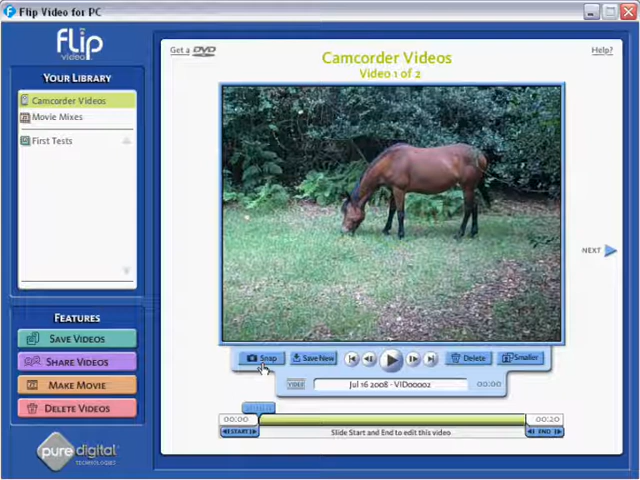 Flip Video for PC
flip
video
YOUR LIBRARY
Camcorder Videos
Movie Mixes
First Tests
FEATURES
SAVE VIDEOS
SHARE VIDEOS
MAKE MOVIE
DELETE VIDEOS
pure digital
TECHNOLOGIES
Get a DVD
Help?
Camcorder Videos
Video 1 of 2
NEXT
Snap
Save New
Delete
Smaller
VIDEO
Jul 16 2008 - VID00002
00:00
00:00
00:20
START
Slide Start and End to edit this video
END